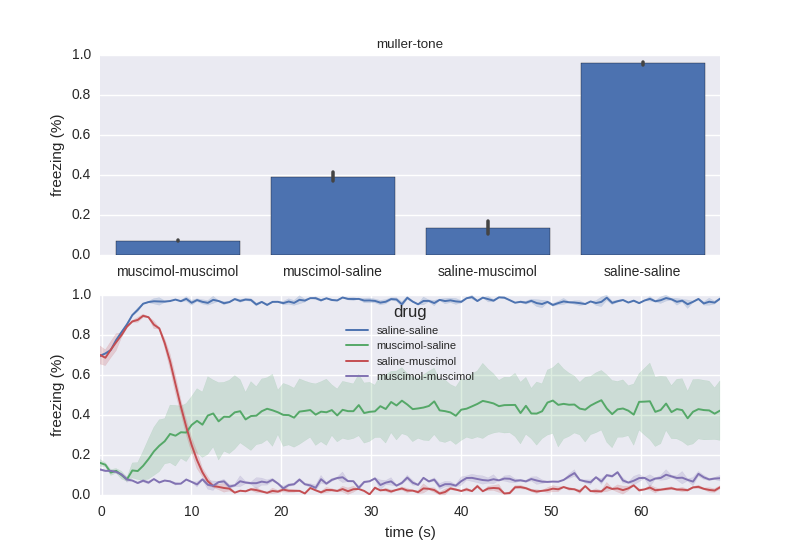 muller-tone
freezing (%)
1.0
0.8
0.6
0.4
0.2
0.0
muscimol-muscimol muscimol-saline saline-muscimol saline-saline
freezing (%)
1.0
0.8
0.6
0.4
0.2
0.0
drug
saline-saline
muscimol-saline
saline-muscimol
muscimol-muscimol
0 10 20 30 40 50 60
time (s)